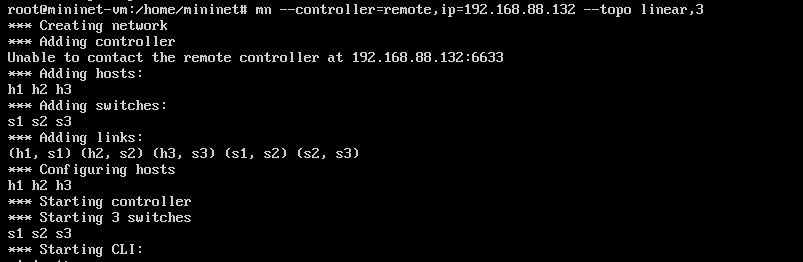 root@mininet-vm:/home/mininet# mn --controller=remote,ip=192.168.88.132 --topo linear,3
*** Creating network
*** Adding controller
Unable to contact the remote controller at 192.168.88.132:6633
*** Adding hosts:
h1 h2 h3
*** Adding switches:
s1 s2 s3
*** Adding links:
(h1, s1) (h2, s2) (h3, s3) (s1, s2) (s2, s3)
*** Configuring hosts
h1 h2 h3
*** Starting controller
*** Starting 3 switches
s1 s2 s3
*** Starting CLI: